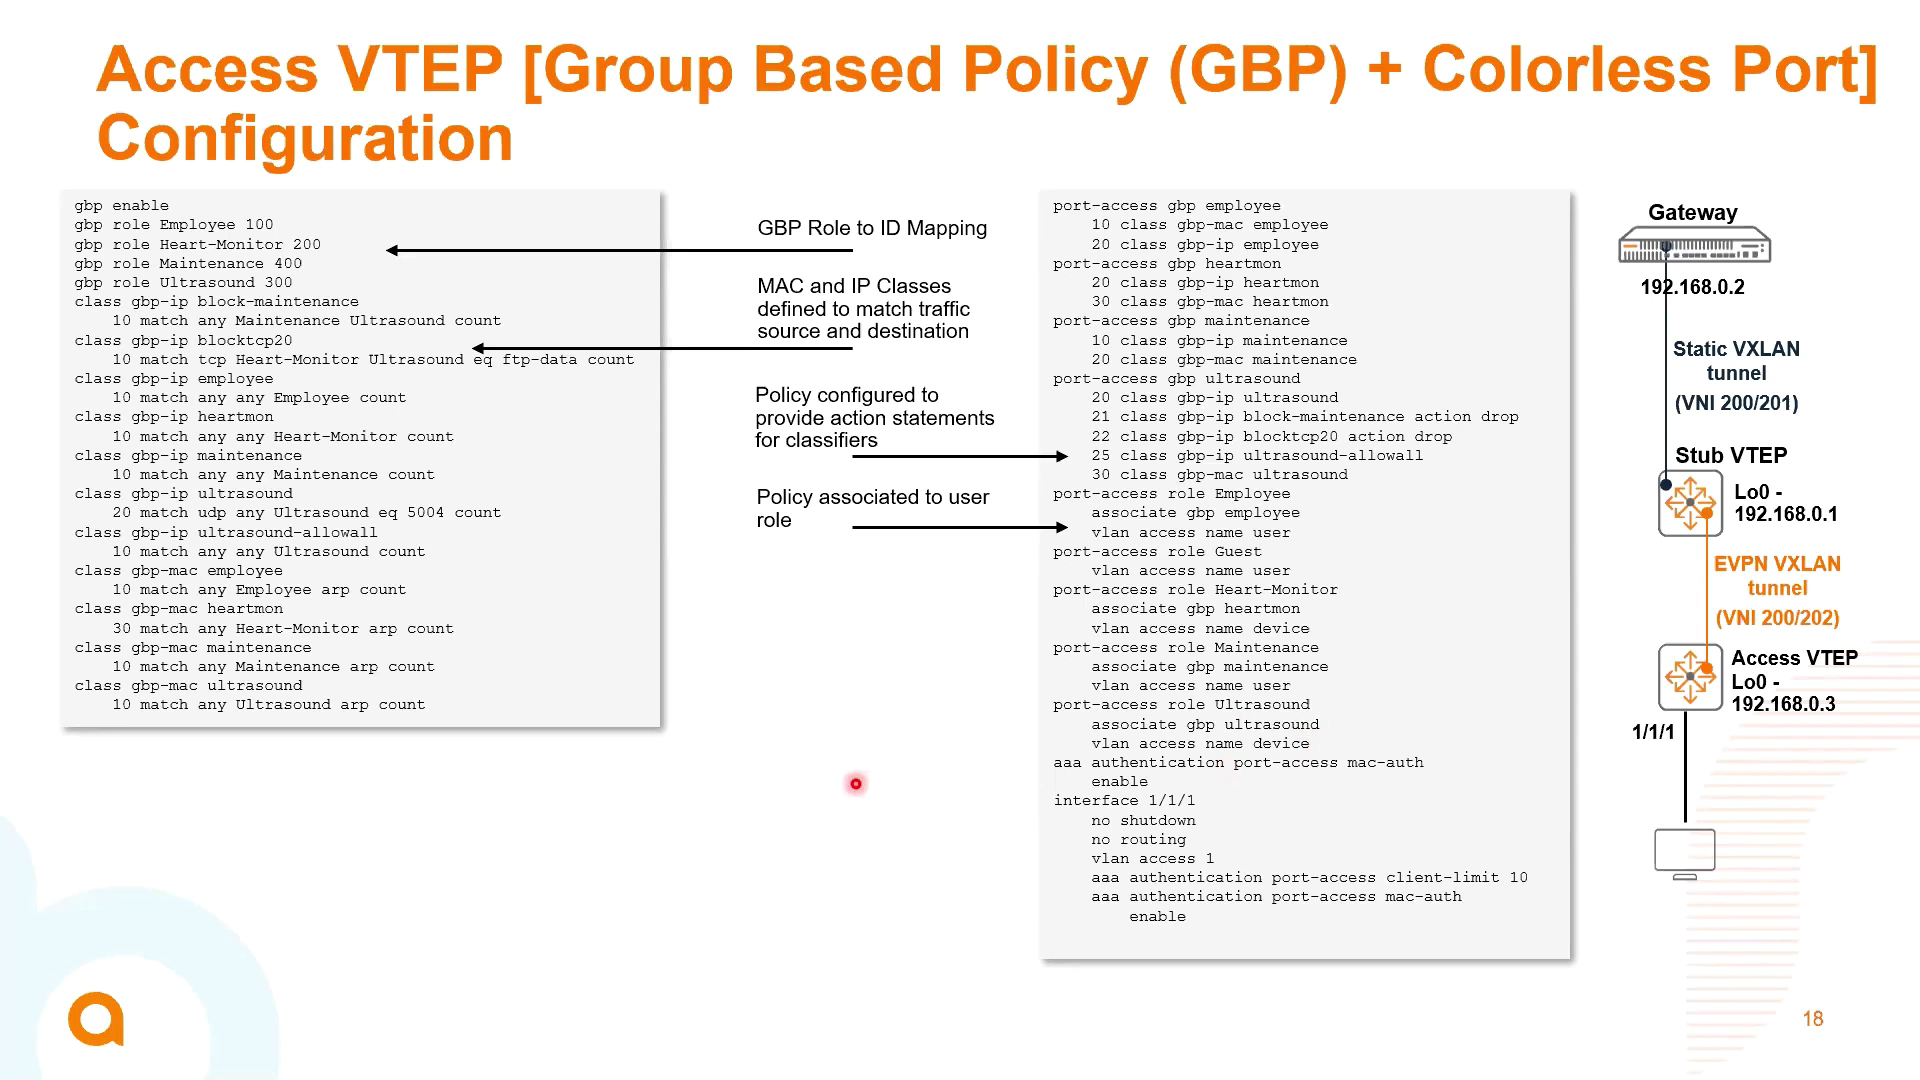 Access VTEP [Group Based Policy (GBP) + Colorless Port]
Configuration
gbp enable
gbp role Employee 100
gbp role Heart-Monitor 200
gbp role Maintenance 400
gbp role Ultrasound 300
class gbp-ip block-maintenance
10 match any Maintenance Ultrasound count
class gbp-ip blocktcp20
10 match tcp Heart-Monitor Ultrasound eq ftp-data count
class gbp-ip employee
10 match any any Employee count
class gbp-ip heartmon
10 match any any Heart-Monitor count
class gbp-ip maintenance
10 match any any Maintenance count
class gbp-ip ultrasound
20 match udp any Ultrasound eq 5004 count
class gbp-ip ultrasound-allowall
10 match any any Ultrasound count
class gbp-mac employee
10 match any Employee arp count
class gbp-mac heartmon
30 match any Heart-Monitor arp count
class gbp-mac maintenance
10 match any Maintenance arp count
class gbp-mac ultrasound
10 match any Ultrasound arp count
GBP Role to ID Mapping
MAC and IP Classes
defined to match traffic
source and destination
Policy configured to
provide action statements
for classifiers
Policy associated to user
role
port-access gbp employee
10 class gbp-mac employee
20 class gbp-ip employee
port-access gbp heartmon
20 class gbp-ip heartmon
30 class gbp-mac heartmon
port-access gbp maintenance
10 class gbp-ip maintenance
20 class gbp-mac maintenance
port-access gbp ultrasound
20 class gbp-ip ultrasound
21 class gbp-ip block-maintenance action drop
22 class gbp-ip blocktcp20 action drop
25 class gbp-ip ultrasound-allowall
30 class gbp-mac ultrasound
port-access role Employee
associate gbp employee
vlan access name user
port-access role Guest
vlan access name user
port-access role Heart-Monitor
associate gbp heartmon
vlan access name device
port-access role Maintenance
associate gbp maintenance
vlan access name user
port-access role Ultrasound
associate gbp ultrasound
vlan access name device
aaa authentication port-access mac-auth
enable
interface 1/1/1
no shutdown
no routing
vlan access 1
aaa authentication port-access client-limit 10
aaa authentication port-access mac-auth
enable
Gateway
192.168.0.2
Static VXLAN
tunnel
(VNI 200/201)
Stub VTEP
Lo0 -
192.168.0.1
EVPN VXLAN
tunnel
(VNI 200/202)
Access VTEP
Lo0 -
192.168.0.3
1/1/1
18